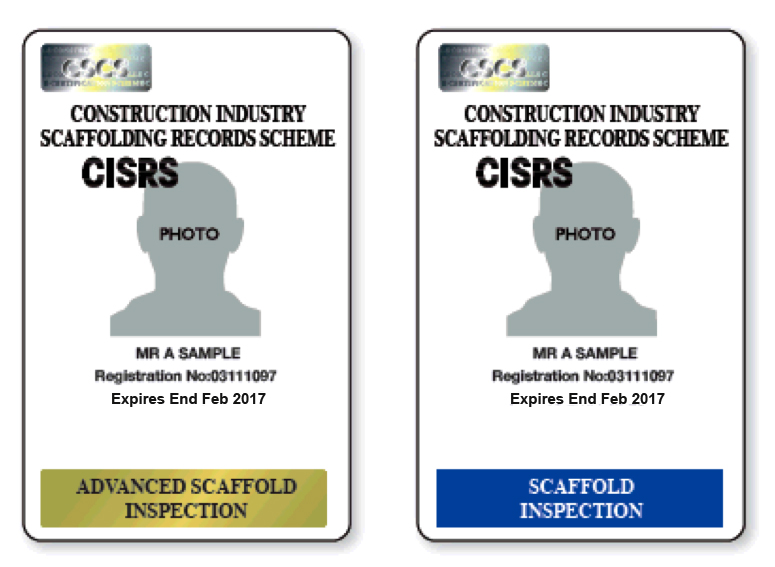 CSCS
CONSTRUCTION INDUSTRY
SCAFFOLDING RECORDS SCHEME
CISRS
PHOTO
MR A SAMPLE
Registration No:03111097
Expires End Feb 2017
ADVANCED SCAFFOLD
INSPECTION
CSCS
CONSTRUCTION INDUSTRY
SCAFFOLDING RECORDS SCHEME
CISRS
PHOTO
MR A SAMPLE
Registration No:03111097
Expires End Feb 2017
SCAFFOLD
INSPECTION